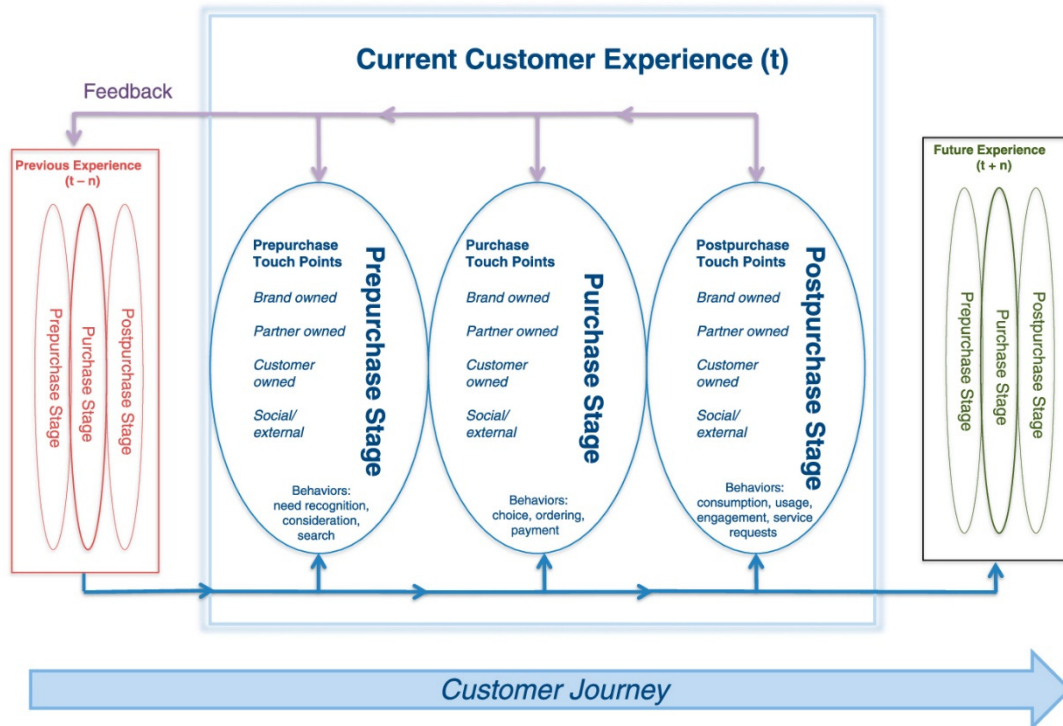 Current Customer Experience (t)
Feedback
Previous Experience
(t – n)
Prepurchase Stage
Purchase Stage
Postpurchase Stage
Prepurchase
Touch Points
Brand owned
Partner owned
Customer
owned
Social/
external
Prepurchase Stage
Behaviors:
need recognition,
consideration,
search
Purchase
Touch Points
Brand owned
Partner owned
Customer
owned
Social/
external
Purchase Stage
Behaviors:
choice, ordering,
payment
Postpurchase
Touch Points
Brand owned
Partner owned
Customer
owned
Social/
external
Postpurchase Stage
Behaviors:
consumption, usage,
engagement, service
requests
Future Experience
(t + n)
Prepurchase Stage
Purchase Stage
Postpurchase Stage
Customer Journey